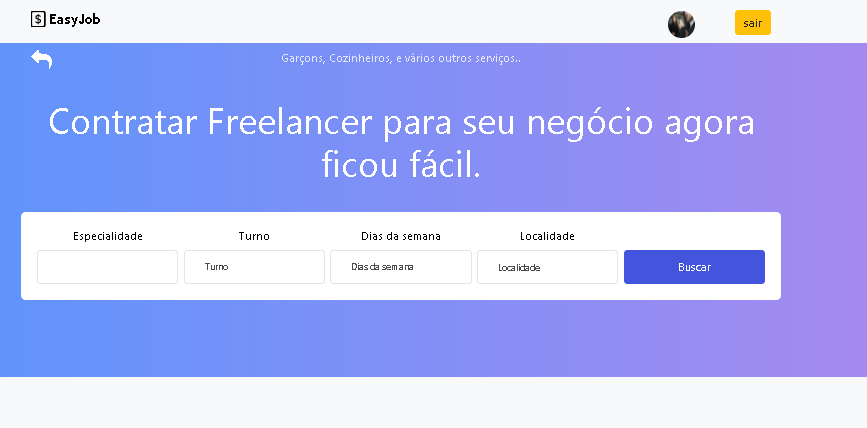 $ EasyJob
sair
Garçons, Cozinheiros, e vários outros serviços..
Contratar Freelancer para seu negócio agora
ficou fácil.
Especialidade Turno Dias da semana Localidade
Turno Dias da semana Localidade Buscar